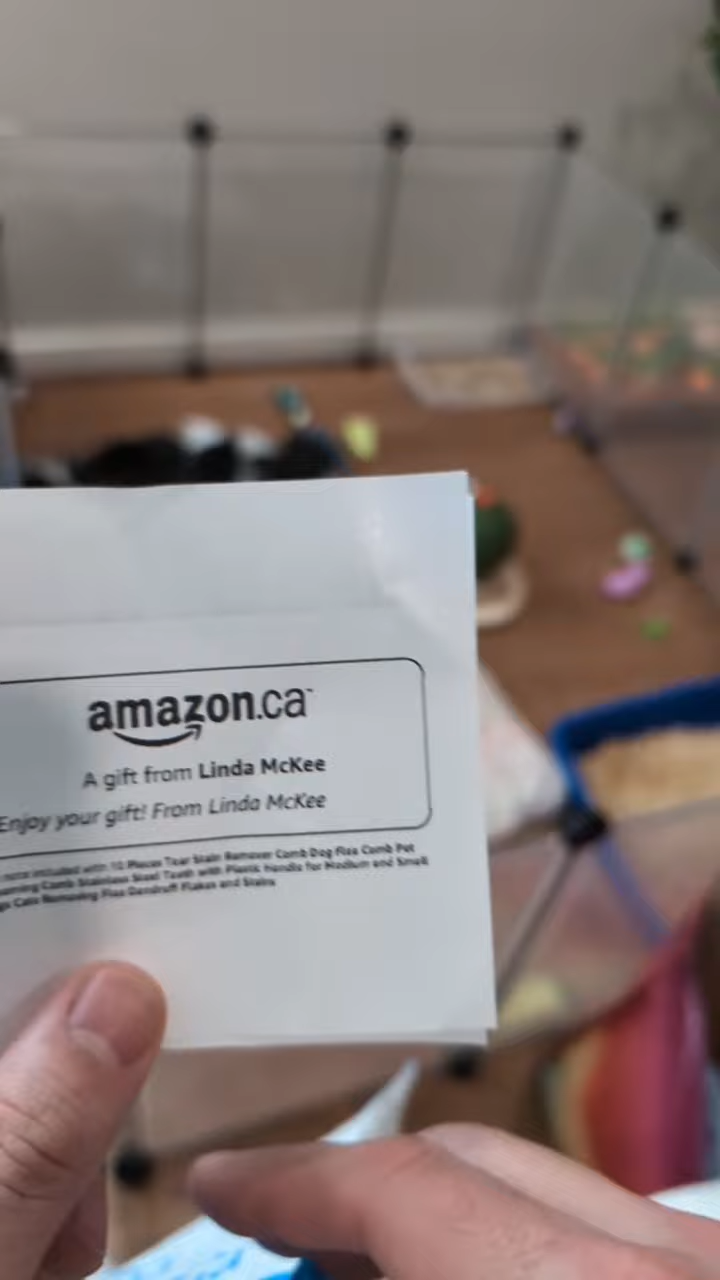 amazon.ca
A gift from Linda McKee
Enjoy your gift! From Linda McKee
included with 10 Pieces Tear Stain Remover Comb Dog Flea Comb Pet
Comb Stainless Steel Teeth with Plastic Handle for Medium and Small
Cats Removing Flea Dandruff Flakes and Stains